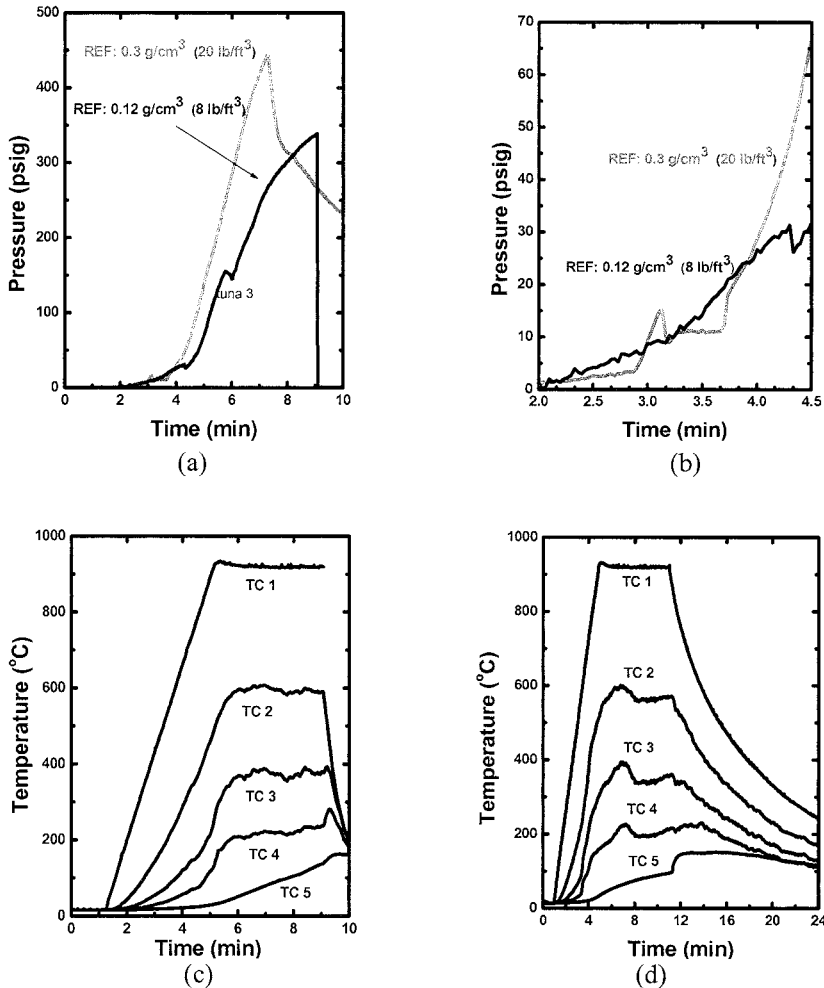 500
400
300
200
100
0
Pressure (psig)
REF: 0.3 g/cm³ (20 lb/ft³)
REF: 0.12 g/cm³ (8 lb/ft³)
tuna 3
0 2 4 6 8 10
Time (min)
(a)
70
60
50
40
30
20
10
0
Pressure (psig)
REF: 0.3 g/cm³ (20 lb/ft³)
REF: 0.12 g/cm³ (8 lb/ft³)
2.0 2.5 3.0 3.5 4.0 4.5
Time (min)
(b)
1000
800
600
400
200
0
Temperature (°C)
TC 1
TC 2
TC 3
TC 4
TC 5
0 2 4 6 8 10
Time (min)
(c)
1000
800
600
400
200
0
Temperature (°C)
TC 1
TC 2
TC 3
TC 4
TC 5
0 4 8 12 16 20 24
Time (min)
(d)